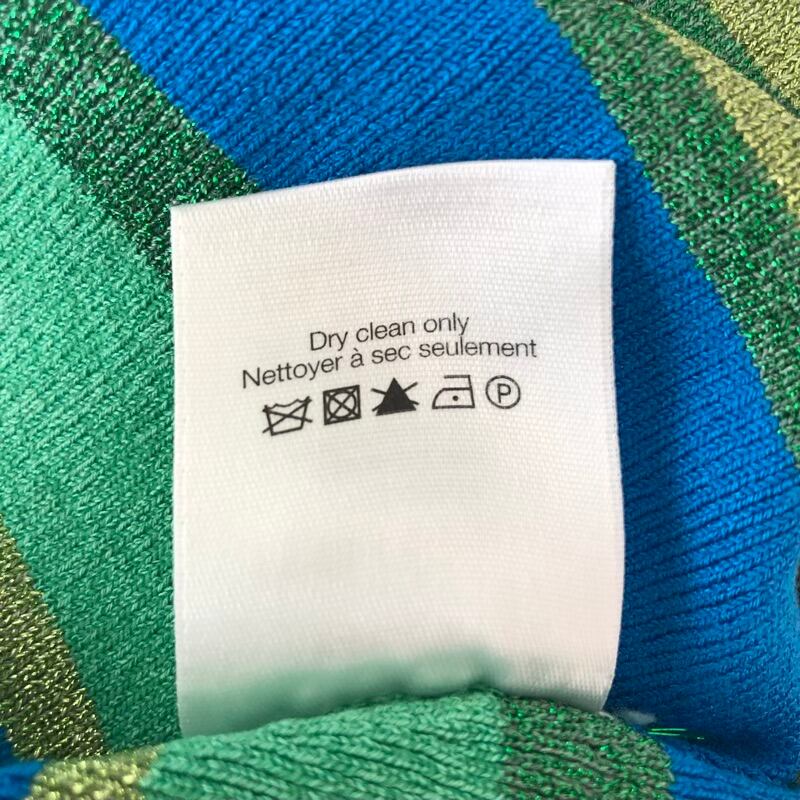 Dry clean only
Nettoyer à sec seulement
P